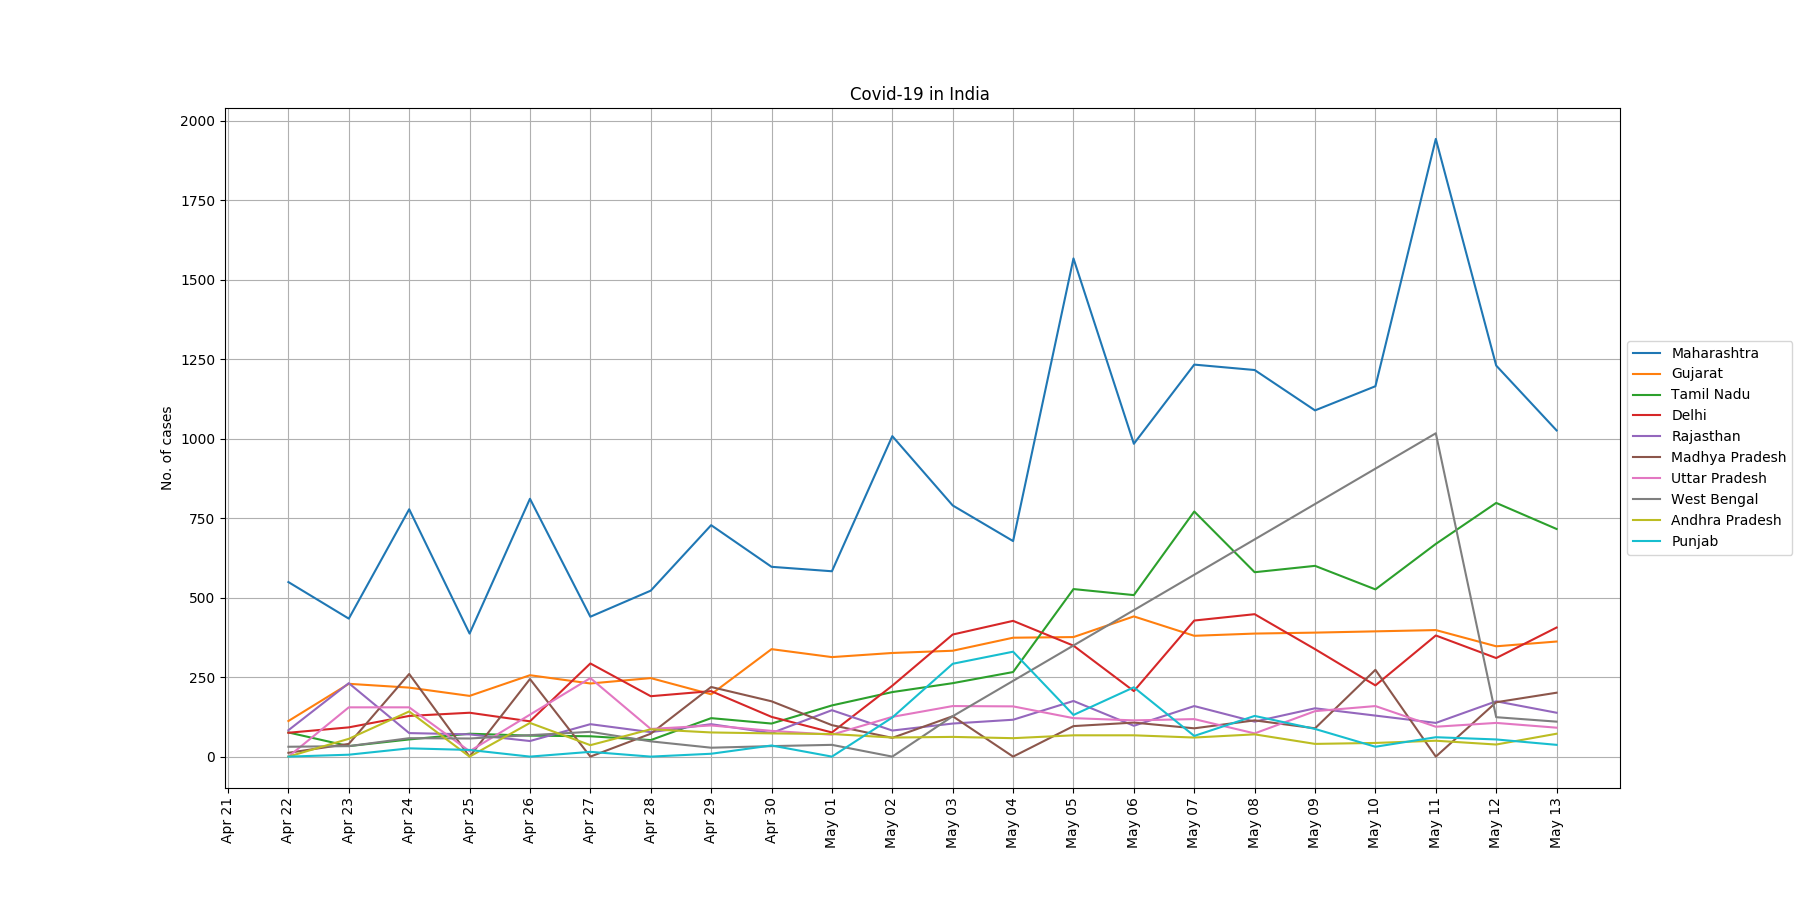 Covid-19 in India
No. of cases
2000
1750
1500
1250
1000
750
500
250
0
Apr 21
Apr 22
Apr 23
Apr 24
Apr 25
Apr 26
Apr 27
Apr 28
Apr 29
Apr 30
May 01
May 02
May 03
May 04
May 05
May 06
May 07
May 08
May 09
May 10
May 11
May 12
May 13
Maharashtra
Gujarat
Tamil Nadu
Delhi
Rajasthan
Madhya Pradesh
Uttar Pradesh
West Bengal
Andhra Pradesh
Punjab